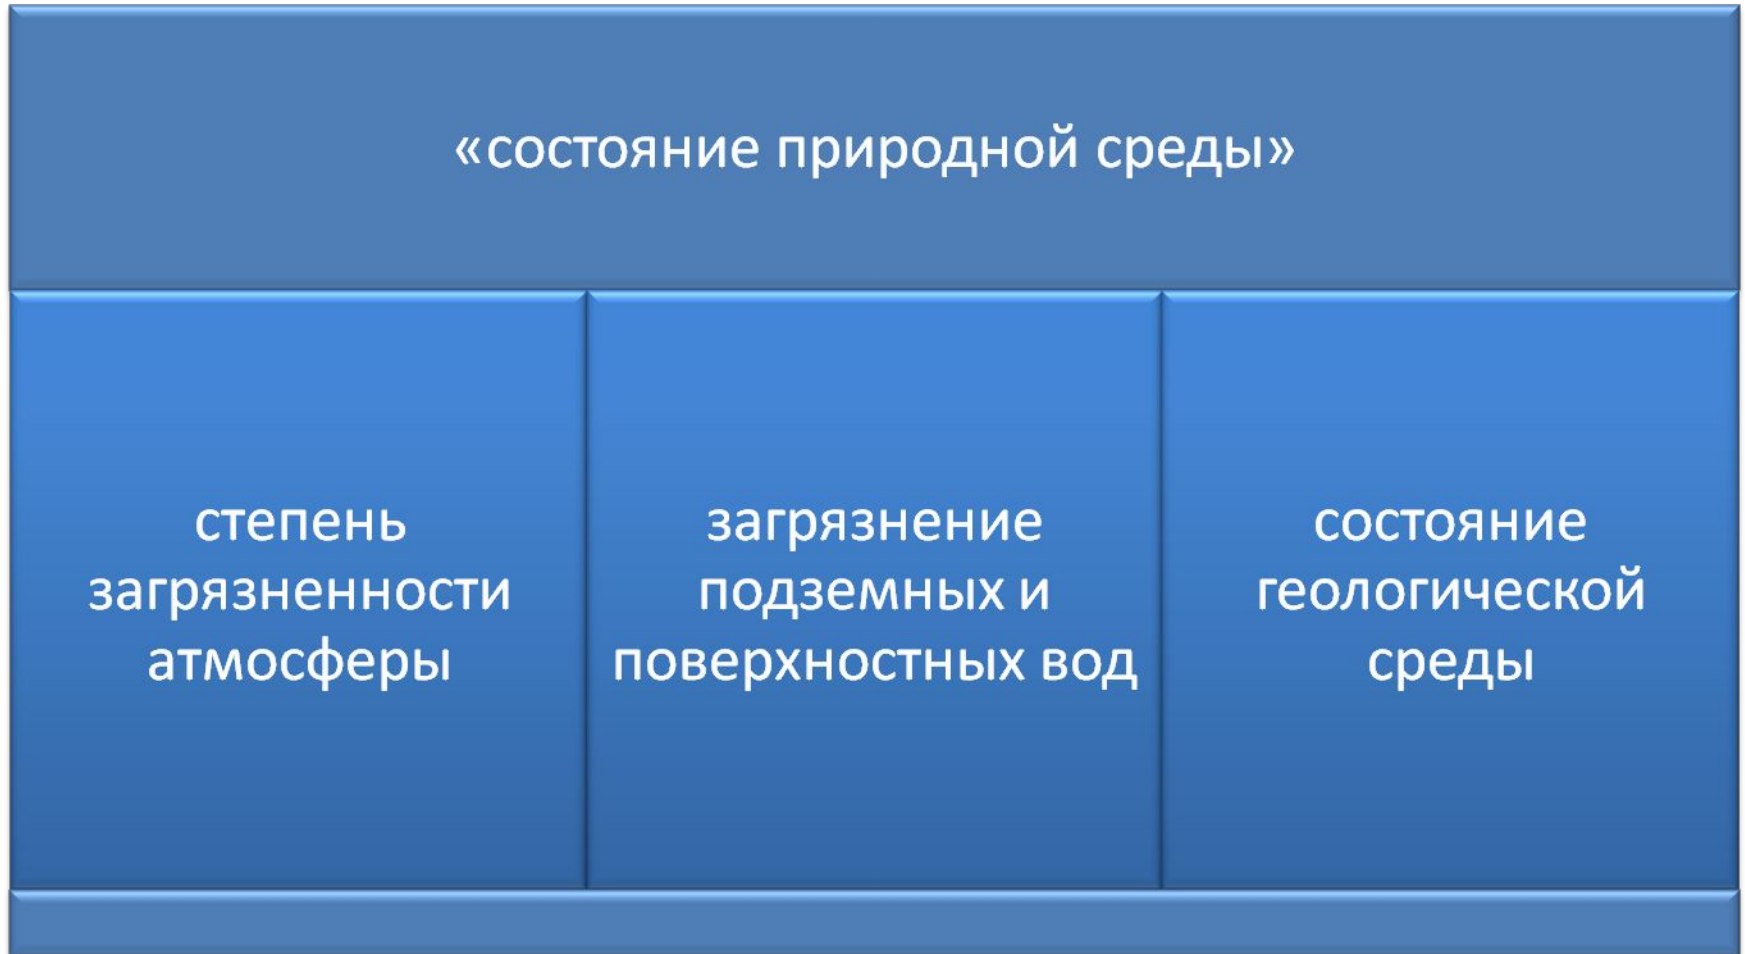 «состояние природной среды»
степень
загрязненности
атмосферы
загрязнение
подземных и
поверхностных вод
состояние
геологической
среды